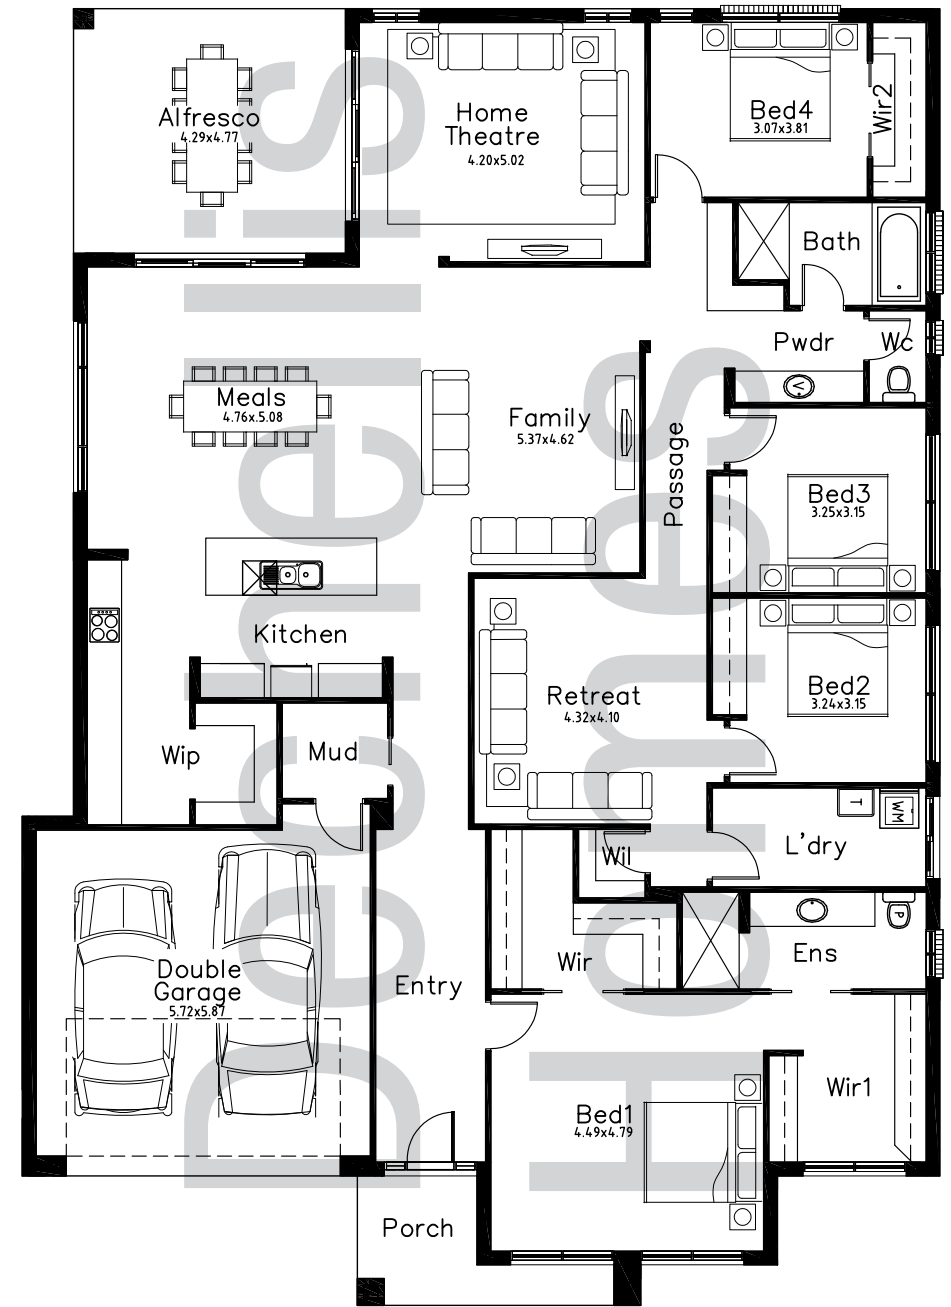 Alfresco
4.29x4.77
Home
Theatre
4.20x5.02
Bed4
3.07x3.81
Wir2
Bath
Pwdr
Wc
V
Meals
4.76x.5.08
Family
5.37x4.62
Passage
Bed3
3.25x3.15
Kitchen
Retreat
4.32x4.10
Bed2
3.24x3.15
Wip
Mud
T
WM
L'dry
Wil
Double
Garage
5.72x5.87
Entry
Wir
Ens
P
Wir1
Bed1
4.49x4.79
Porch